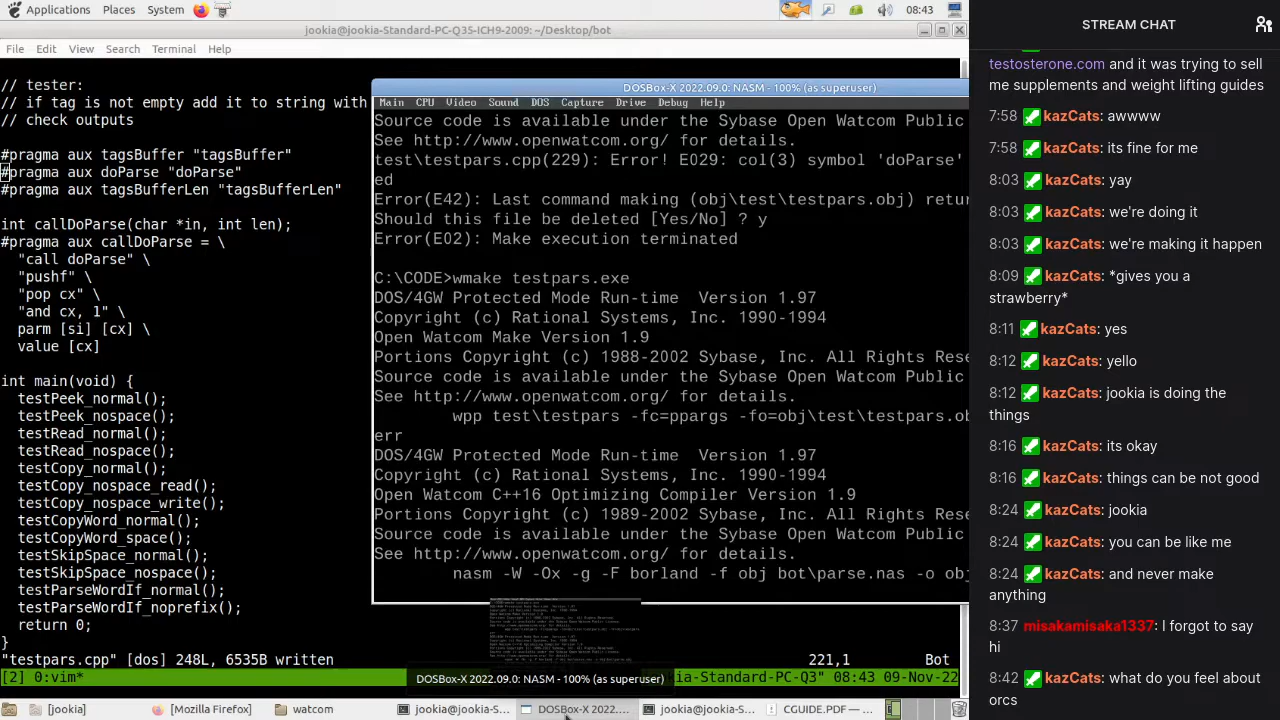 Applications Places System 08:43
jookia@jookia-Standard-PC-Q35-ICH9-2009: ~/Desktop/bot
File Edit View Search Terminal Help
// tester:
// if tag is not empty add it to string with
// check outputs
#pragma aux tagsBuffer "tagsBuffer"
#pragma aux doParse "doParse"
#pragma aux tagsBufferLen "tagsBufferLen"
int callDoParse(char *in, int len);
#pragma aux callDoParse = \
"call doParse" \
"pushf" \
"pop cx" \
"and cx, 1" \
parm [si] [cx] \
value [cx]
int main(void) {
testPeek_normal();
testPeek_nospace();
testRead_normal();
testRead_nospace();
testCopy_normal();
testCopy_nospace_read();
testCopy_nospace_write();
testCopyWord_normal();
testCopyWord_space();
testSkipSpace_normal();
testSkipSpace_nospace();
testParseWordIf_normal();
testParseWordIf_noprefix();
return 0;
}
"testpars.cpp" [dos] 248L, 6535B written 221,1 Bot
[2] 0:vim* kia-Standard-PC-Q3" 08:43 09-Nov-22
DOSBox-X 2022.09.0: NASM - 100% (as superuser)
Main CPU Video Sound DOS Capture Drive Debug Help
Source code is available under the Sybase Open Watcom Public
See http://www.openwatcom.org/ for details.
test\testpars.cpp(229): Error! E029: col(3) symbol 'doParse'
ed
Error(E42): Last command making (obj\test\testpars.obj) retur
Should this file be deleted [Yes/No] ? y
Error(E02): Make execution terminated
C:\CODE>wmake testpars.exe
DOS/4GW Protected Mode Run-time Version 1.97
Copyright (c) Rational Systems, Inc. 1990-1994
Open Watcom Make Version 1.9
Portions Copyright (c) 1988-2002 Sybase, Inc. All Rights Rese
Source code is available under the Sybase Open Watcom Public
See http://www.openwatcom.org/ for details.
wpp test\testpars -fc=ppargs -fo=obj\test\testpars.ob
err
DOS/4GW Protected Mode Run-time Version 1.97
Copyright (c) Rational Systems, Inc. 1990-1994
Open Watcom C++16 Optimizing Compiler Version 1.9
Portions Copyright (c) 1989-2002 Sybase, Inc. All Rights Rese
Source code is available under the Sybase Open Watcom Public
See http://www.openwatcom.org/ for details.
nasm -W -Ox -g -F borland -f obj bot\parse.nas -o obj
DOSBox-X 2022.09.0: NASM - 100% (as superuser)
[jookia] [Mozilla Firefox] watcom jookia@jookia-S... DOSBox-X 2022.... jookia@jookia-S... CGUIDE.PDF —...
STREAM CHAT
testosterone.com and it was trying to sell
me supplements and weight lifting guides
7:58 kazCats: awwww
7:58 kazCats: its fine for me
8:03 kazCats: yay
8:03 kazCats: we're doing it
8:03 kazCats: we're making it happen
8:09 kazCats: *gives you a
strawberry*
8:11 kazCats: yes
8:12 kazCats: yello
8:12 kazCats: jookia is doing the
things
8:16 kazCats: its okay
8:16 kazCats: things can be not good
8:24 kazCats: jookia
8:24 kazCats: you can be like me
8:24 kazCats: and never make
anything
8:37 misakamisaka1337: I forgot to say
hi
8:42 kazCats: what do you feel about
orcs